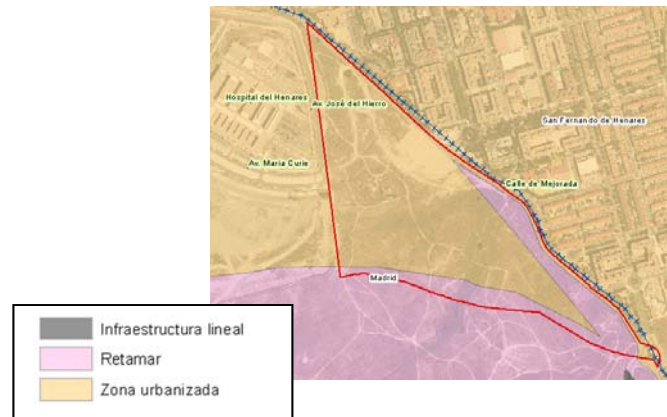 Hospital del Henares
Av. José del Hierro
San Fernando de Henares
Av. María Curie
Calle de Mejorada
Madrid
Infraestructura lineal
Retamar
Zona urbanizada